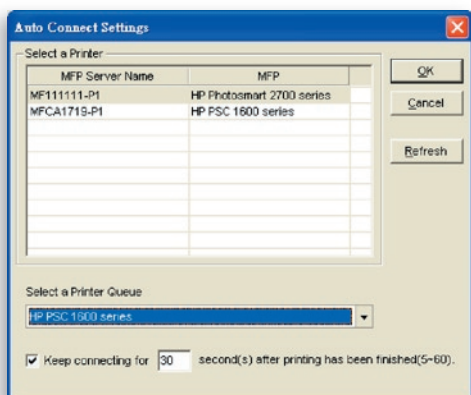 Auto Connect Settings
Select a Printer
MFP Server Name MFP
MF111111-P1 HP Photosmart 2700 series
MFCA1719-P1 HP PSC 1600 series
OK
Cancel
Refresh
Select a Printer Queue
HP PSC 1600 series
Keep connecting for 30 second(s) after printing has been finished(5~60).